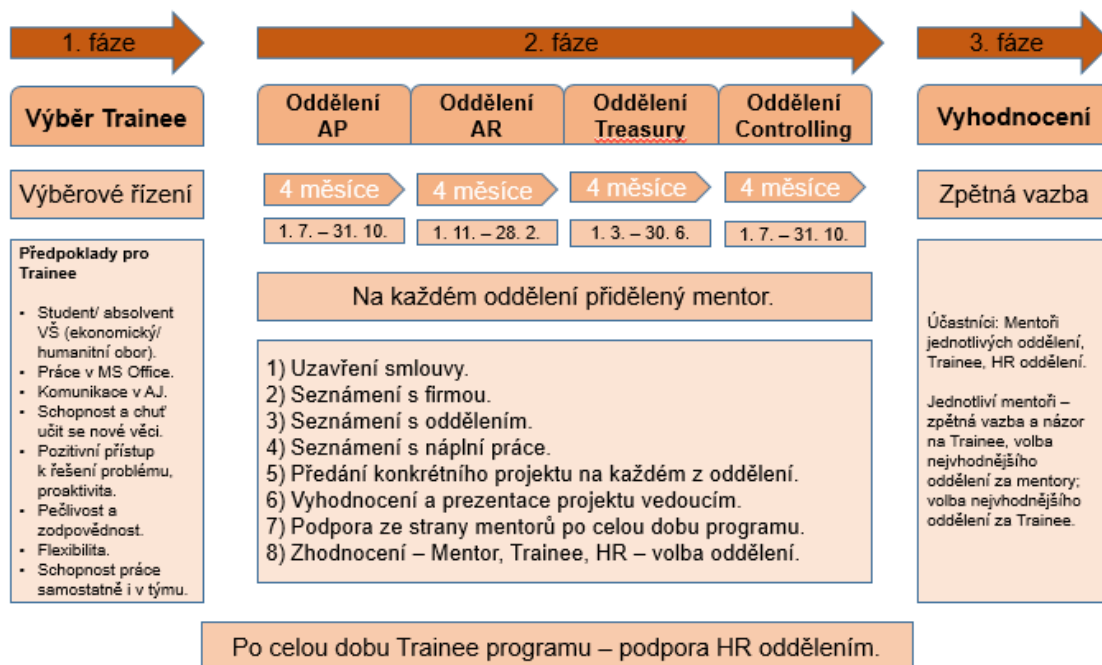 1. fáze
2. fáze
3. fáze
Výběr Trainee
Oddělení
AP
Oddělení
AR
Oddělení
Treasury
Oddělení
Controlling
Vyhodnocení
Výběrové řízení
4 měsíce
4 měsíce
4 měsíce
4 měsíce
Zpětná vazba
1. 7. – 31. 10.
1. 11. – 28. 2.
1. 3. – 30. 6.
1. 7. – 31. 10.
Předpoklady pro
Trainee
• Student/ absolvent
VŠ (ekonomický/
humanitní obor).
• Práce v MS Office.
• Komunikace v AJ.
• Schopnost a chuť
učit se nové věci.
• Pozitivní přístup
k řešení problému,
proaktivita.
• Pečlivost a
zodpovědnost.
• Flexibilita.
• Schopnost práce
samostatně i v týmu.
Na každém oddělení přidělený mentor.
1) Uzavření smlouvy.
2) Seznámení s firmou.
3) Seznámení s oddělením.
4) Seznámení s náplní práce.
5) Předání konkrétního projektu na každém z oddělení.
6) Vyhodnocení a prezentace projektu vedoucím.
7) Podpora ze strany mentorů po celou dobu programu.
8) Zhodnocení – Mentor, Trainee, HR – volba oddělení.
Účastníci: Mentoři
jednotlivých oddělení,
Trainee, HR oddělení.
Jednotliví mentoři –
zpětná vazba a názor
na Trainee, volba
nejvhodnějšího
oddělení za mentory;
volba nejvhodnějšího
oddělení za Trainee.
Po celou dobu Trainee programu – podpora HR oddělením.